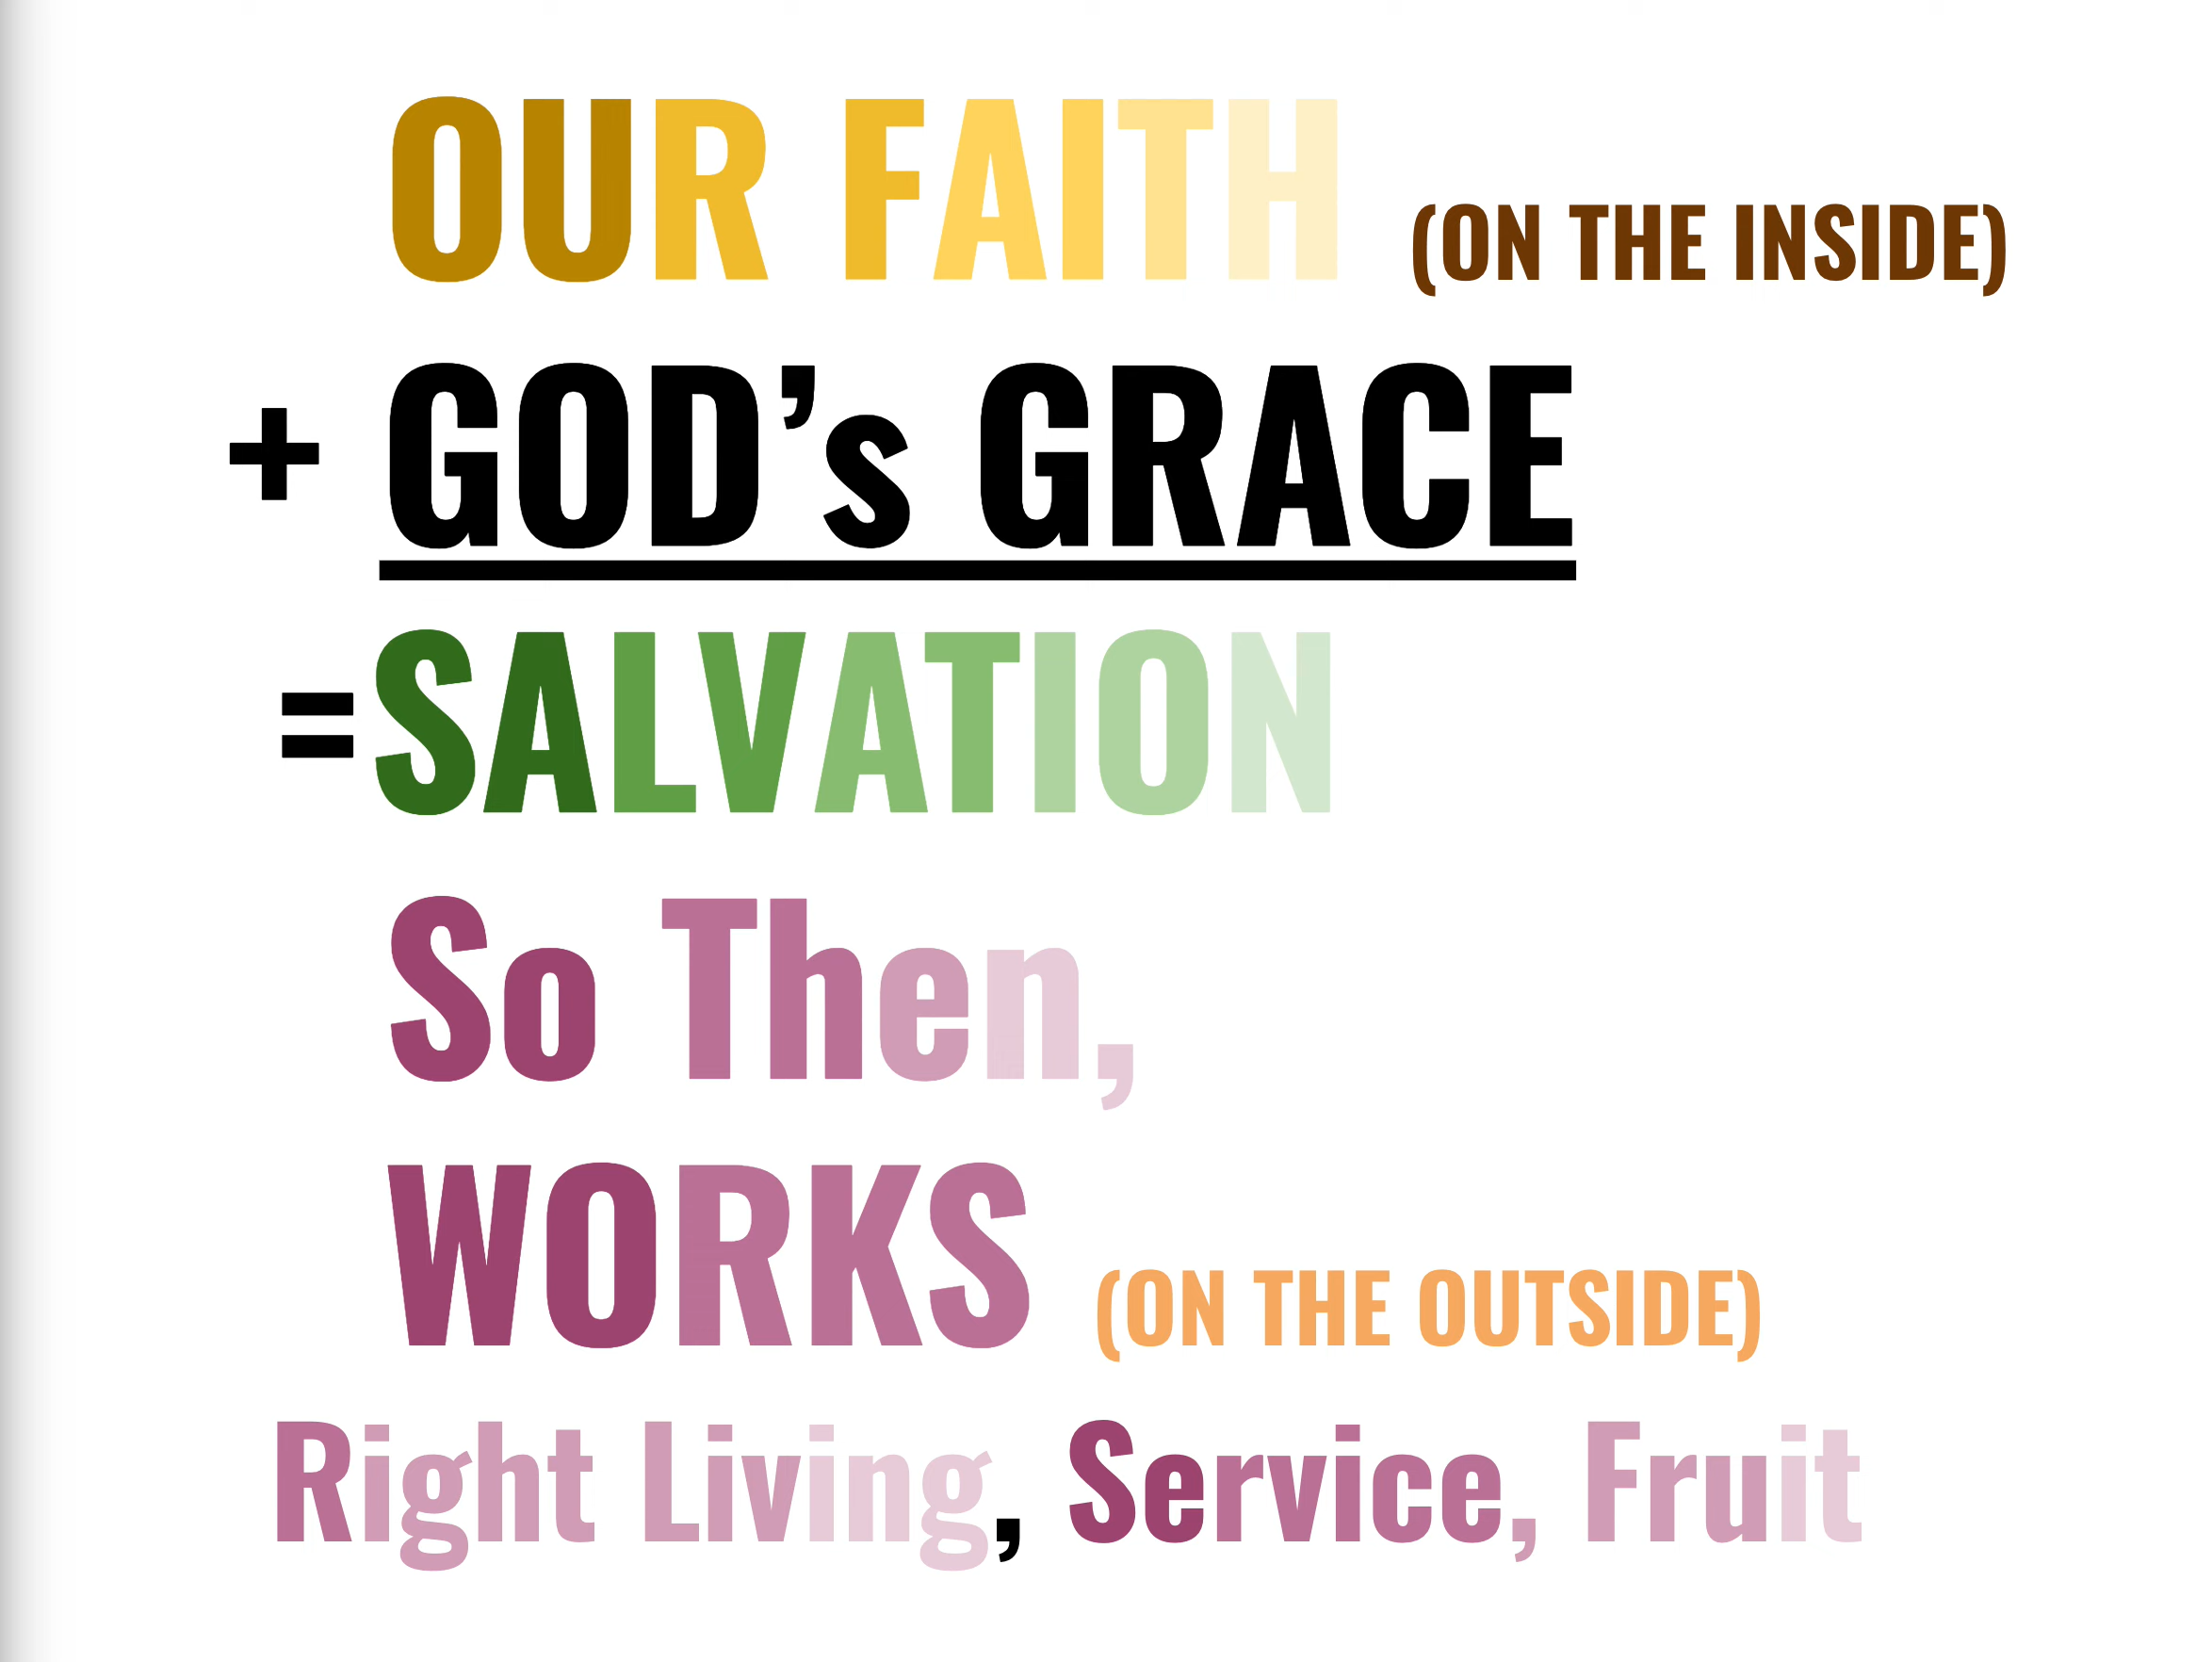 OUR FAITH (ON THE INSIDE)
+ GOD’s GRACE
=SALVATION
So Then,
WORKS (ON THE OUTSIDE)
Right Living, Service, Fruit